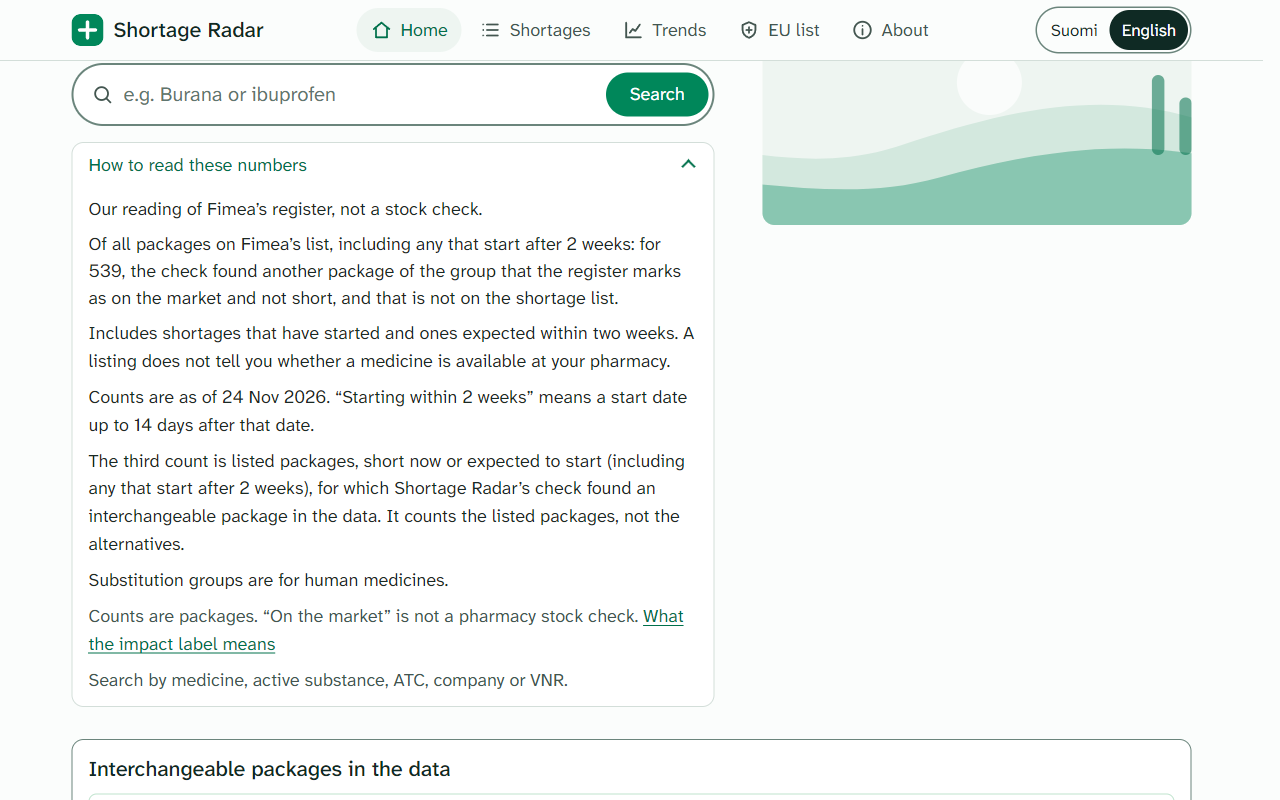 Shortage Radar
Home
Shortages
Trends
EU list
About
Suomi
English
e.g. Burana or ibuprofen
Search
How to read these numbers
Our reading of Fimea’s register, not a stock check.
Of all packages on Fimea’s list, including any that start after 2 weeks: for
539, the check found another package of the group that the register marks
as on the market and not short, and that is not on the shortage list.
Includes shortages that have started and ones expected within two weeks. A
listing does not tell you whether a medicine is available at your pharmacy.
Counts are as of 24 Nov 2026. “Starting within 2 weeks” means a start date
up to 14 days after that date.
The third count is listed packages, short now or expected to start (including
any that start after 2 weeks), for which Shortage Radar’s check found an
interchangeable package in the data. It counts the listed packages, not the
alternatives.
Substitution groups are for human medicines.
Counts are packages. “On the market” is not a pharmacy stock check. What
the impact label means
Search by medicine, active substance, ATC, company or VNR.
Interchangeable packages in the data